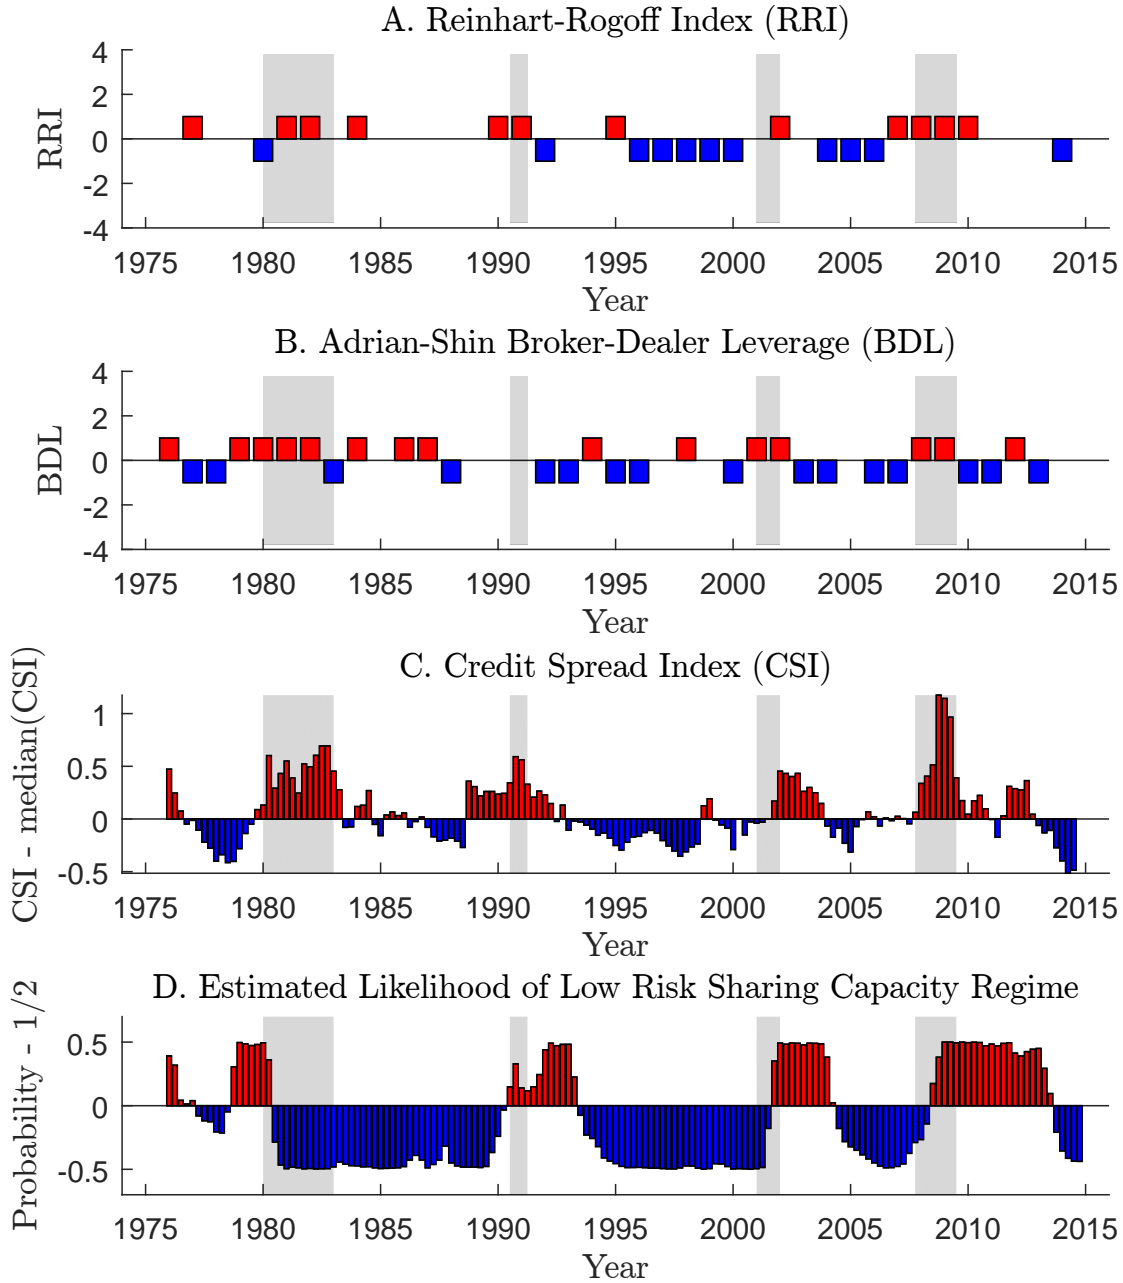 A. Reinhart-Rogoff Index (RRI)
4
2
0
-2
-4
RRI
1975 1980 1985 1990 1995 2000 2005 2010 2015
Year
B. Adrian-Shin Broker-Dealer Leverage (BDL)
4
2
0
-2
-4
BDL
1975 1980 1985 1990 1995 2000 2005 2010 2015
Year
C. Credit Spread Index (CSI)
1
0.5
0
-0.5
CSI - median(CSI)
1975 1980 1985 1990 1995 2000 2005 2010 2015
Year
D. Estimated Likelihood of Low Risk Sharing Capacity Regime
0.5
0
-0.5
Probability - 1/2
1975 1980 1985 1990 1995 2000 2005 2010 2015
Year